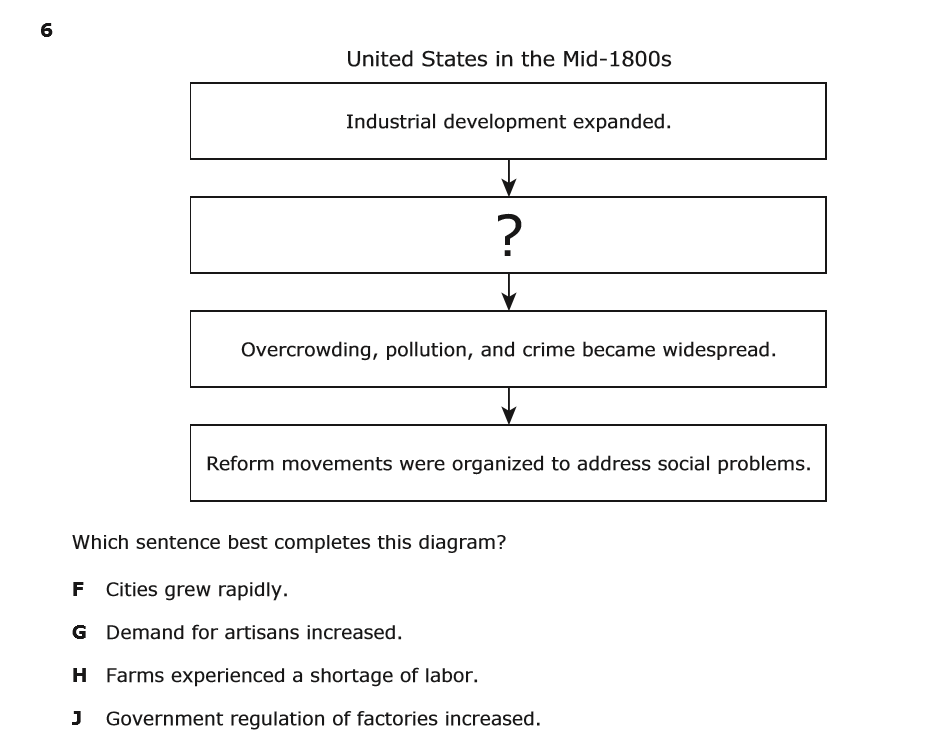 6
United States in the Mid-1800s
Industrial development expanded.
?
Overcrowding, pollution, and crime became widespread.
Reform movements were organized to address social problems.
Which sentence best completes this diagram?
F Cities grew rapidly.
G Demand for artisans increased.
H Farms experienced a shortage of labor.
J Government regulation of factories increased.